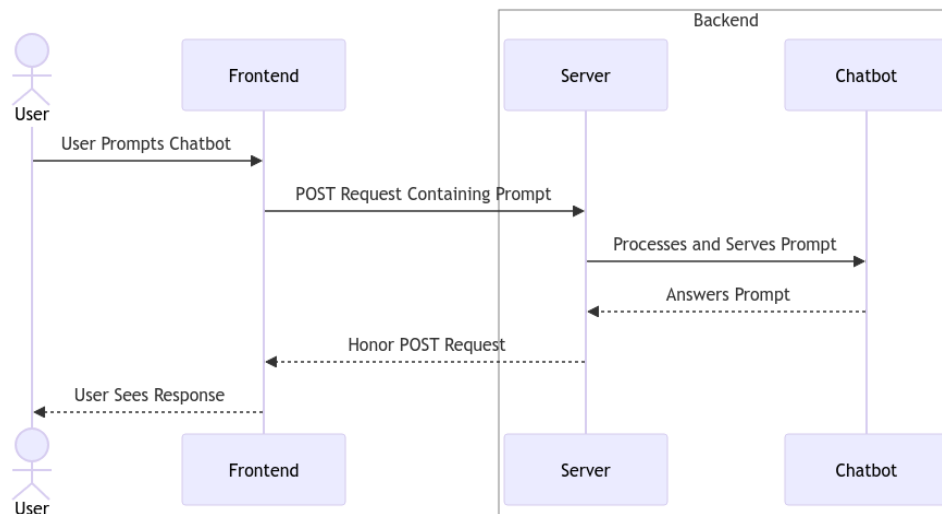 Backend
User
Frontend
Server
Chatbot
User Prompts Chatbot
POST Request Containing Prompt
Processes and Serves Prompt
Answers Prompt
Honor POST Request
User Sees Response
User
Frontend
Server
Chatbot